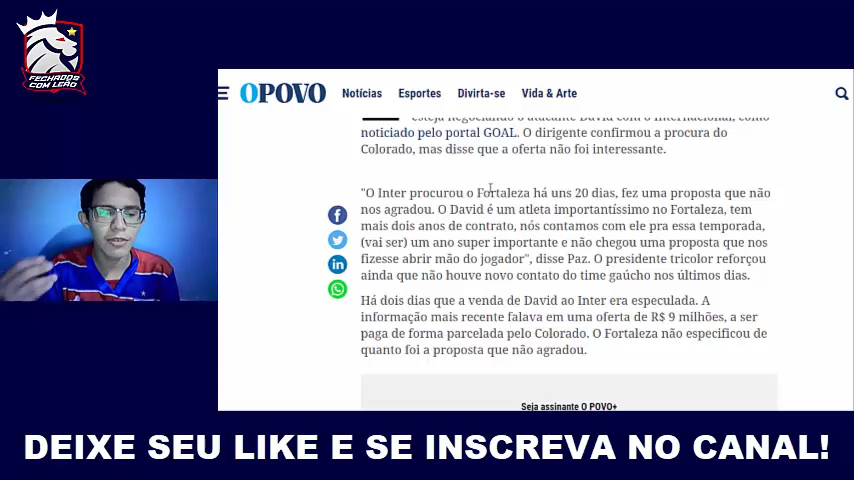 FECHADOS
COM LEÃO
OPOVO Notícias Esportes Divirta-se Vida & Arte
esteja negociando o atacante David com o Internacional, como
noticiado pelo portal GOAL. O dirigente confirmou a procura do
Colorado, mas disse que a oferta não foi interessante.
"O Inter procurou o Fortaleza há uns 20 dias, fez uma proposta que não
nos agradou. O David é um atleta importantíssimo no Fortaleza, tem
mais dois anos de contrato, nós contamos com ele pra essa temporada,
(vai ser) um ano super importante e não chegou uma proposta que nos
fizesse abrir mão do jogador", disse Paz. O presidente tricolor reforçou
ainda que não houve novo contato do time gaúcho nos últimos dias.
Há dois dias que a venda de David ao Inter era especulada. A
informação mais recente falava em uma oferta de R$ 9 milhões, a ser
paga de forma parcelada pelo Colorado. O Fortaleza não especificou de
quanto foi a proposta que não agradou.
Seja assinante O POVO+
DEIXE SEU LIKE E SE INSCREVA NO CANAL!